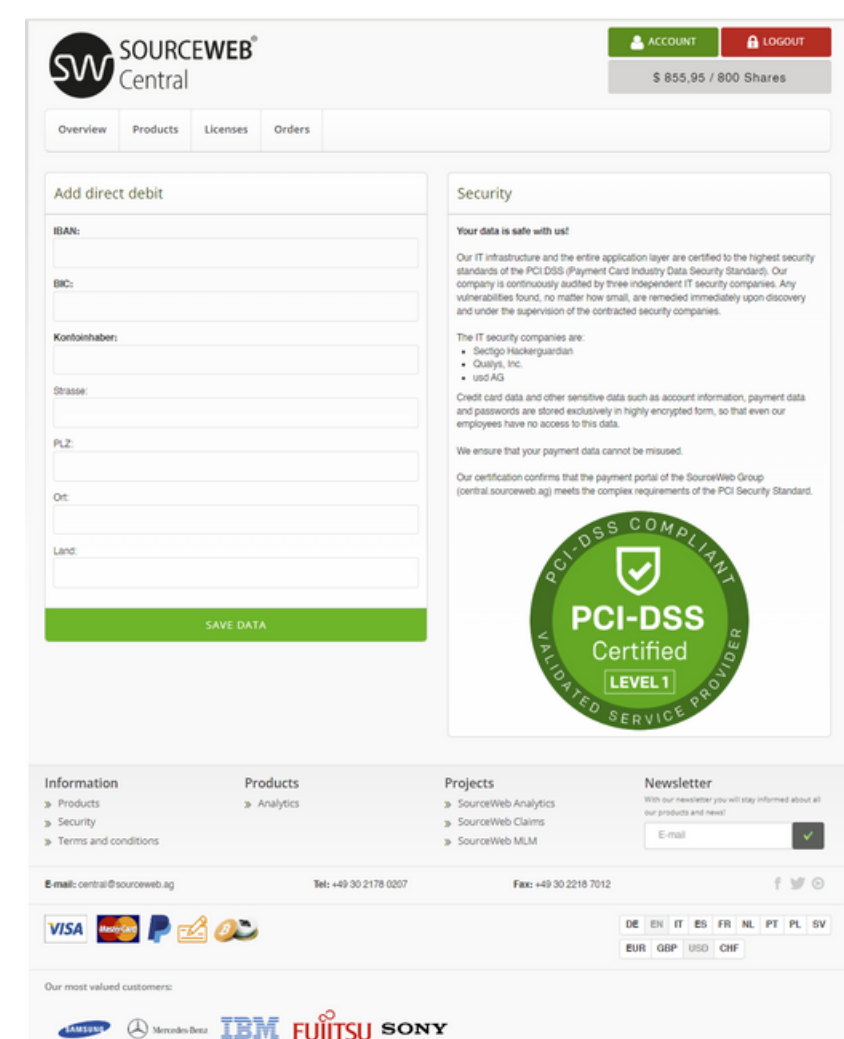 SW
SOURCEWEB®
Central
ACCOUNT
LOGOUT
$ 855,95 / 800 Shares
Overview
Products
Licenses
Orders
Add direct debit
IBAN:
BIC:
Kontoinhaber:
Strasse:
PLZ:
Ort:
Land:
SAVE DATA
Security
Your data is safe with us!
Our IT infrastructure and the entire application layer are certified to the highest security
standards of the PCI:DSS (Payment Card Industry Data Security Standard). Our
company is continuously audited by three independent IT security companies. Any
vulnerabilities found, no matter how small, are remedied immediately upon discovery
and under the supervision of the contracted security companies.
The IT security companies are:
• Sectigo Hackerguardian
• Qualys, Inc.
• usd AG
Credit card data and other sensitive data such as account information, payment data
and passwords are stored exclusively in highly encrypted form, so that even our
employees have no access to this data.
We ensure that your payment data cannot be misused.
Our certification confirms that the payment portal of the SourceWeb Group
(central.sourceweb.ag) meets the complex requirements of the PCI Security Standard.
PCI-DSS COMPLIANT
PCI-DSS
Certified
LEVEL 1
VALIDATED SERVICE PROVIDER
Information
» Products
» Security
» Terms and conditions
Products
» Analytics
Projects
» SourceWeb Analytics
» SourceWeb Claims
» SourceWeb MLM
Newsletter
With our newsletter you will stay informed about all
our products and news!
E-mail
E-mail: central@sourceweb.ag
Tel: +49 30 2178 0207
Fax: +49 30 2218 7012
VISA
MasterCard
DE EN IT ES FR NL PT PL SV
EUR GBP USD CHF
Our most valued customers:
SAMSUNG
Mercedes-Benz
IBM
FUJITSU
SONY